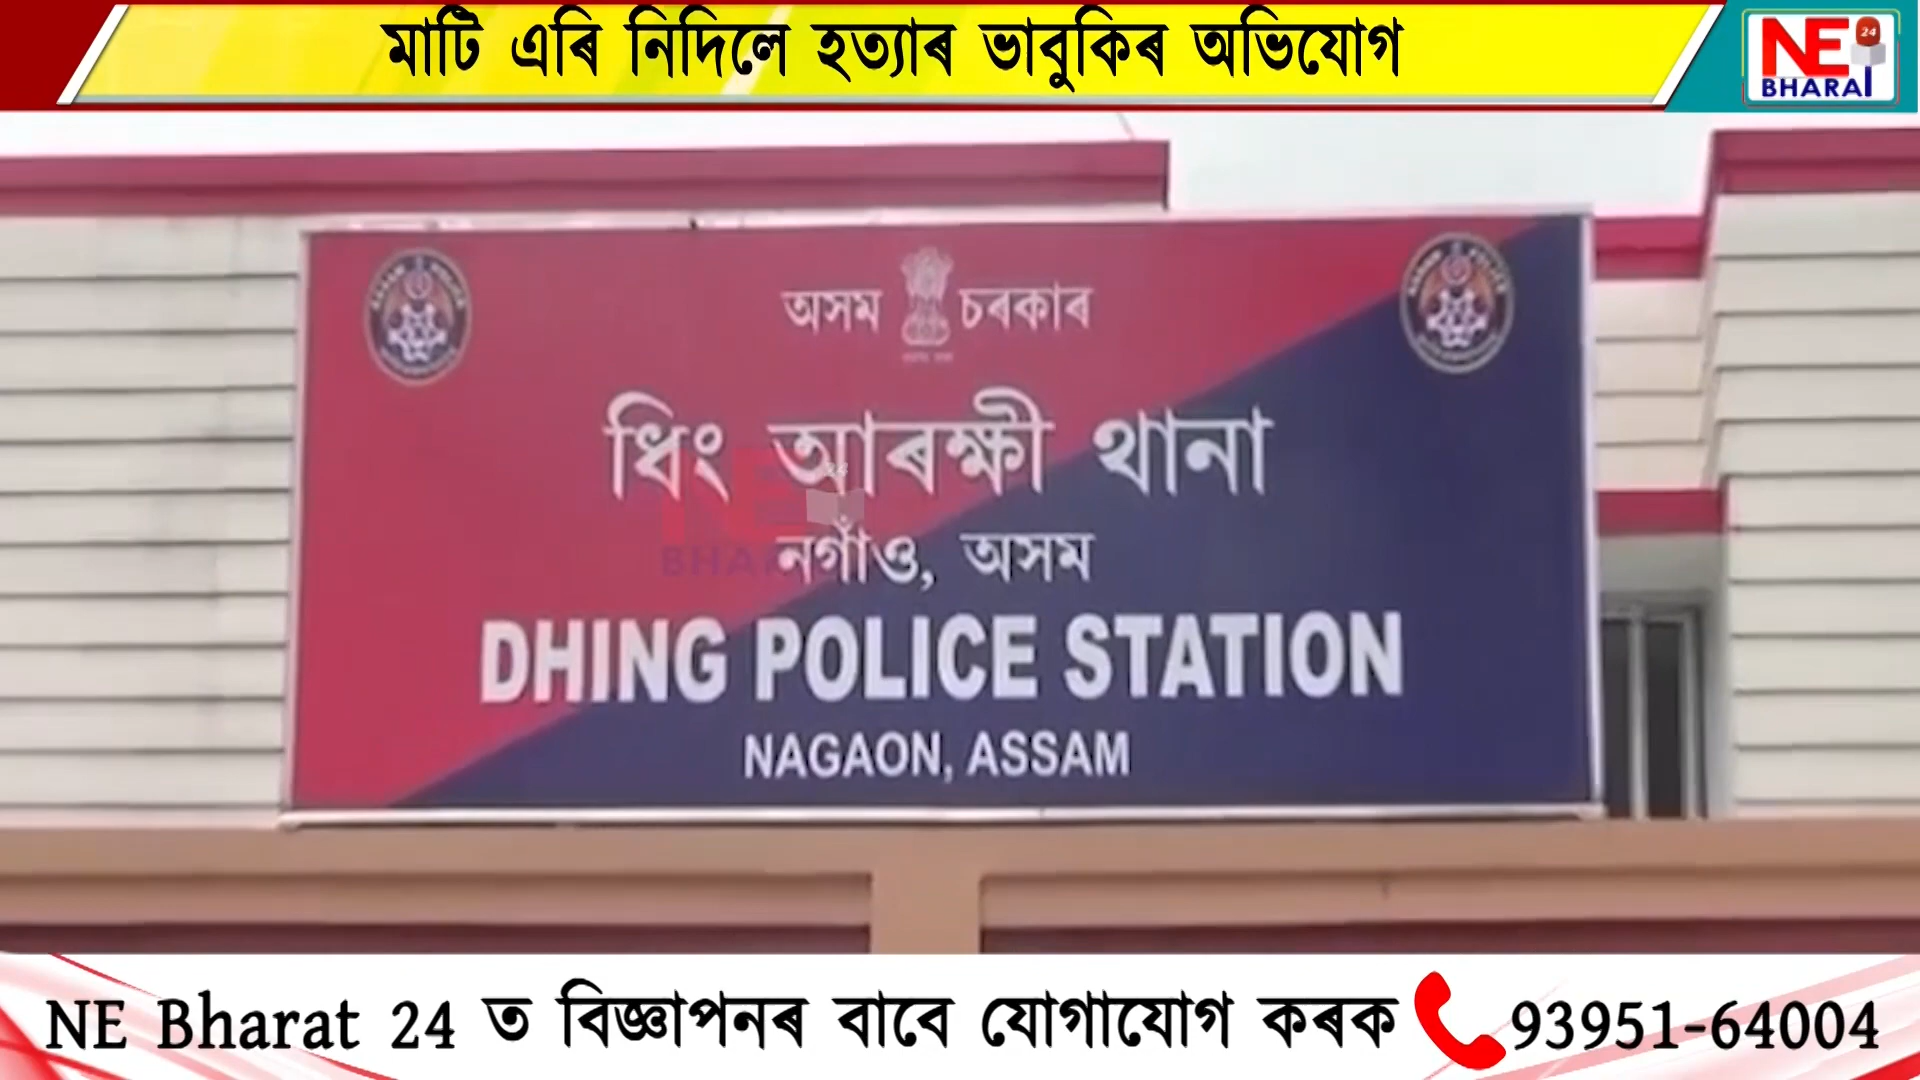 মাটি এৰি নিদিলে হত্যাৰ ভাবুকিৰ অভিযোগ
NE 24
BHARAT
অসম চৰকাৰ
ধিং আৰক্ষী থানা
নগাঁও, অসম
DHING POLICE STATION
NAGAON, ASSAM
NE Bharat 24 ত বিজ্ঞাপনৰ বাবে যোগাযোগ কৰক 93951-64004